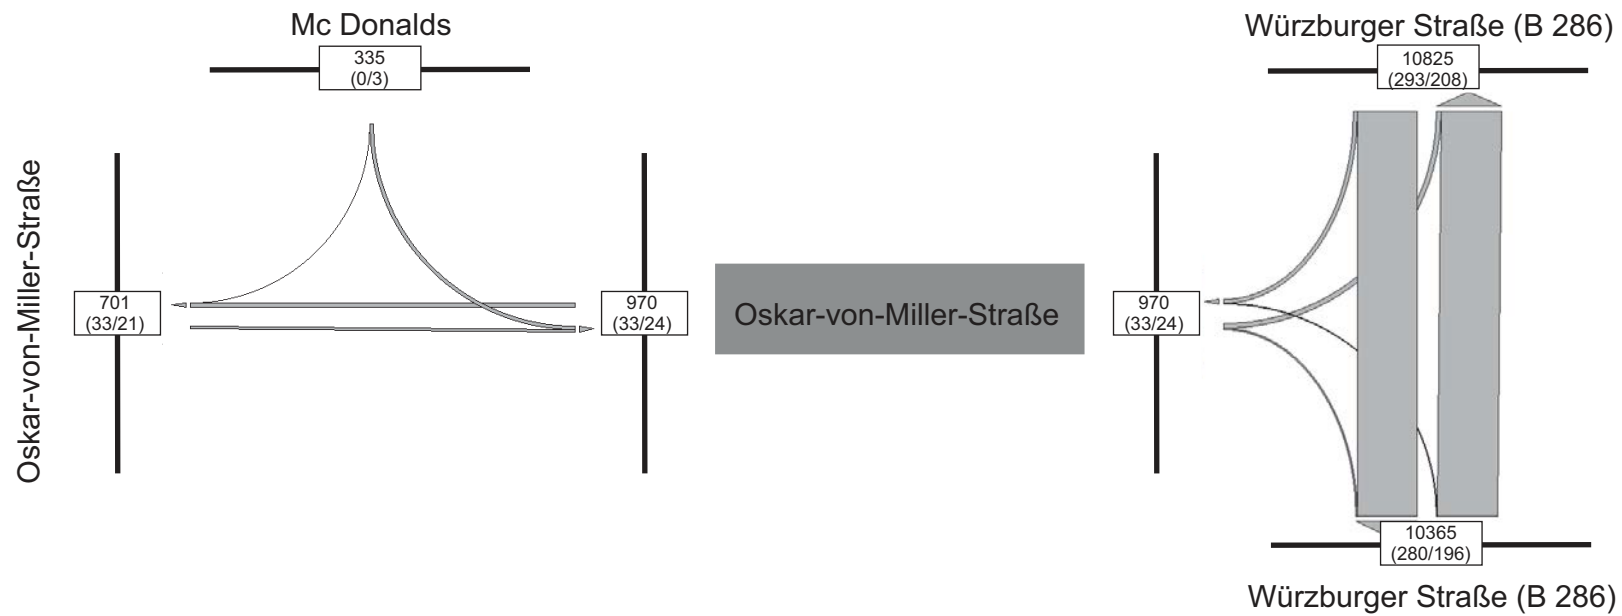 Mc Donalds
335
(0/3)
Oskar-von-Miller-Straße
701
(33/21)
970
(33/24)
Oskar-von-Miller-Straße
970
(33/24)
Würzburger Straße (B 286)
10825
(293/208)
10365
(280/196)
Würzburger Straße (B 286)